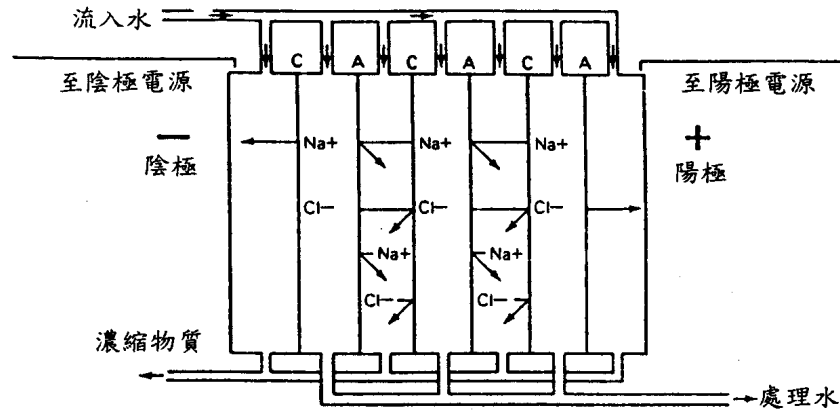 流入水
C A C A C A
至陰極電源
至陽極電源
−
陰極
+
陽極
Na+ Na+ Na+
Cl− Cl− Cl−
Na+ Na+
Cl− Cl−
濃縮物質
處理水